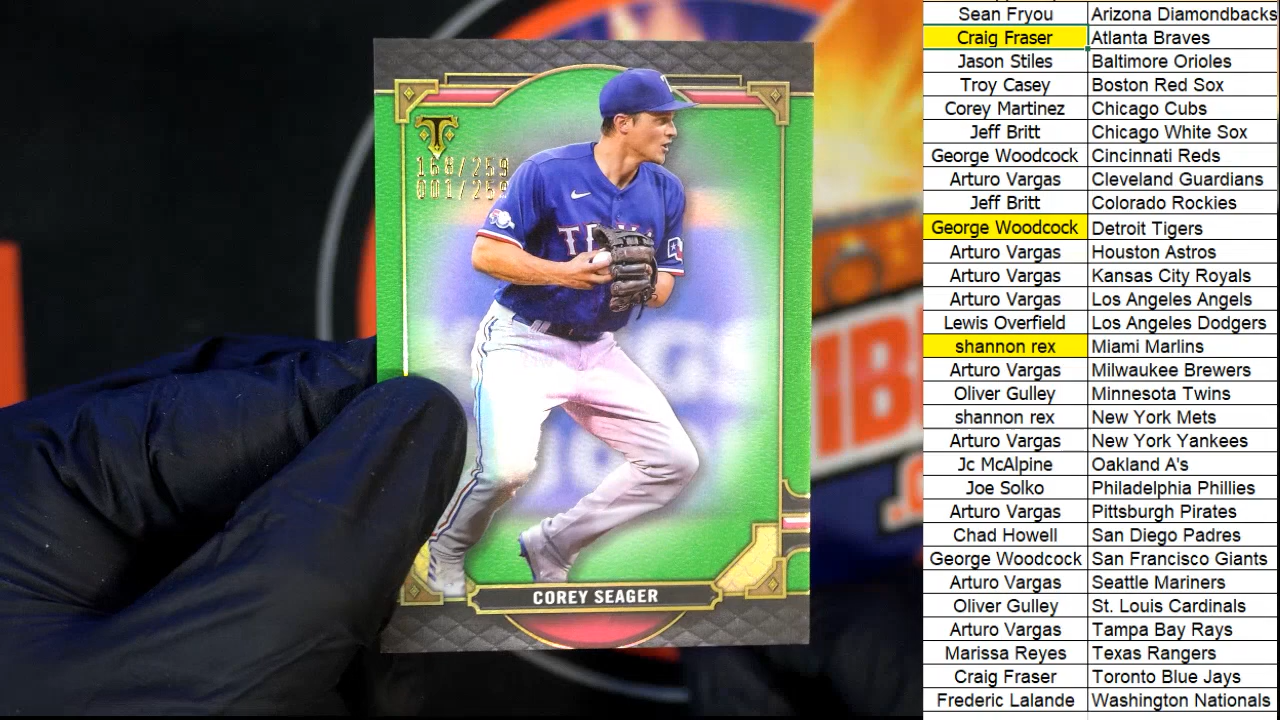 168/259
001/259
TEXAS
COREY SEAGER
IB
Sean Fryou Arizona Diamondbacks
Craig Fraser Atlanta Braves
Jason Stiles Baltimore Orioles
Troy Casey Boston Red Sox
Corey Martinez Chicago Cubs
Jeff Britt Chicago White Sox
George Woodcock Cincinnati Reds
Arturo Vargas Cleveland Guardians
Jeff Britt Colorado Rockies
George Woodcock Detroit Tigers
Arturo Vargas Houston Astros
Arturo Vargas Kansas City Royals
Arturo Vargas Los Angeles Angels
Lewis Overfield Los Angeles Dodgers
shannon rex Miami Marlins
Arturo Vargas Milwaukee Brewers
Oliver Gulley Minnesota Twins
shannon rex New York Mets
Arturo Vargas New York Yankees
Jc McAlpine Oakland A's
Joe Solko Philadelphia Phillies
Arturo Vargas Pittsburgh Pirates
Chad Howell San Diego Padres
George Woodcock San Francisco Giants
Arturo Vargas Seattle Mariners
Oliver Gulley St. Louis Cardinals
Arturo Vargas Tampa Bay Rays
Marissa Reyes Texas Rangers
Craig Fraser Toronto Blue Jays
Frederic Lalande Washington Nationals